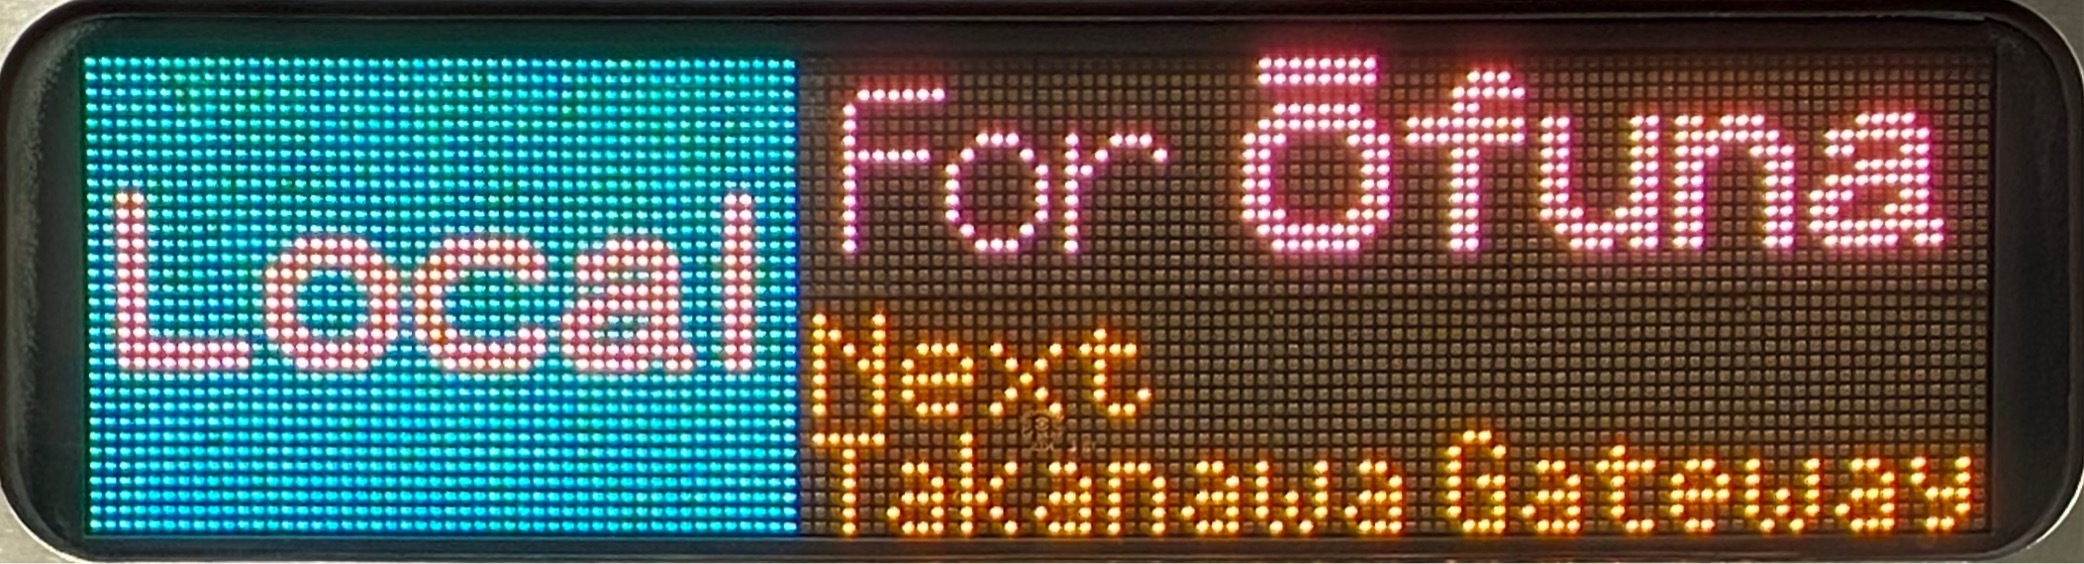 Local
For Ōfuna
Next
Takanawa Gateway